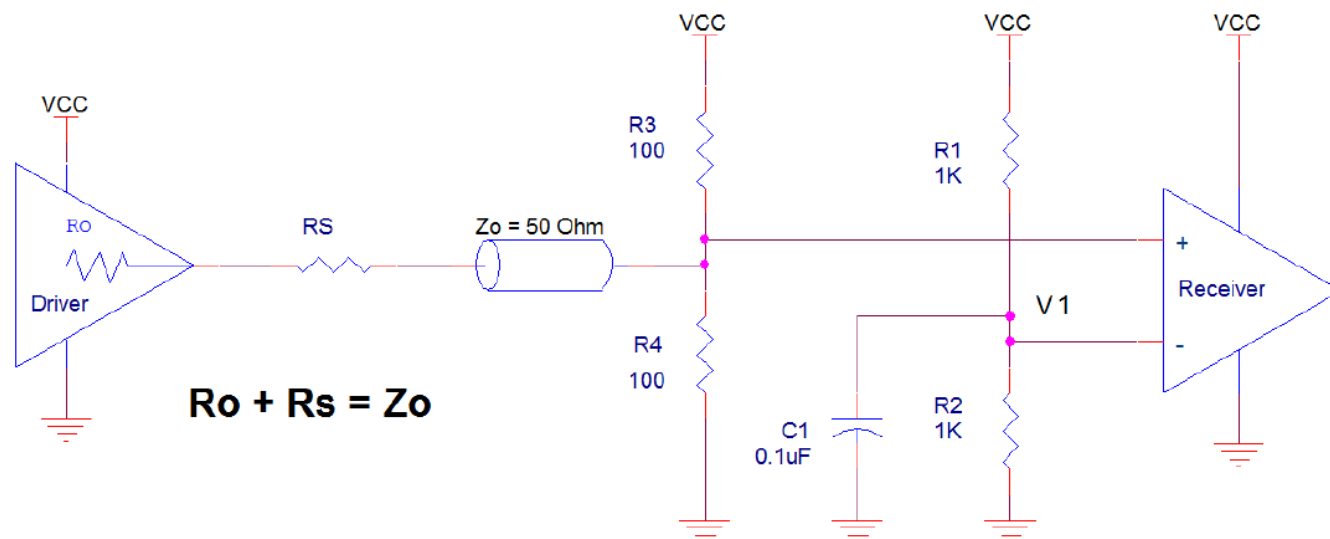 VCC
VCC
VCC
VCC
R3
100
R1
1K
Ro
RS
Zo = 50 Ohm
+
Driver
Receiver
V1
-
R4
100
Ro + Rs = Zo
R2
1K
C1
0.1uF